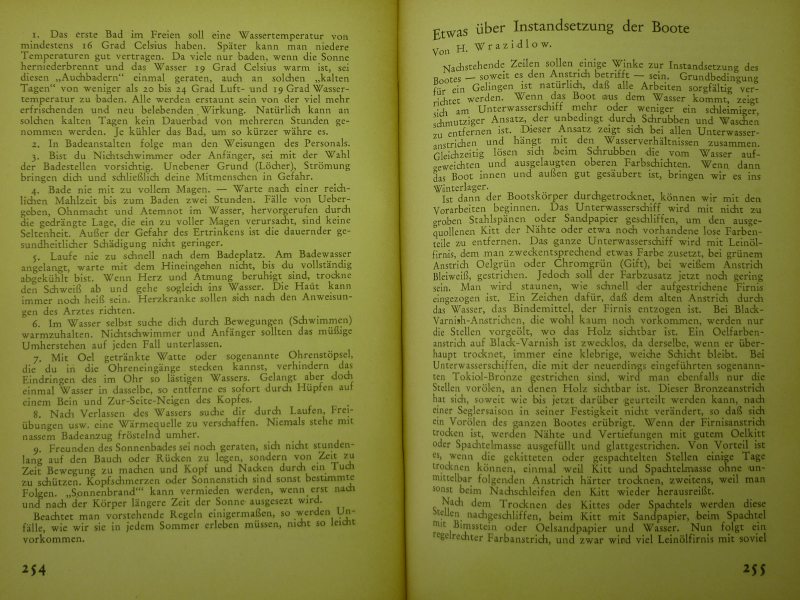 1. Das erste Bad im Freien soll eine Wassertemperatur von
mindestens 16 Grad Celsius haben. Später kann man niedere
Temperaturen gut vertragen. Da viele nur baden, wenn die Sonne
herniederbrennt und das Wasser 19 Grad Celsius warm ist, sei
diesen „Auchbadern“ einmal geraten, auch an solchen „kalten
Tagen“ von weniger als 20 bis 24 Grad Luft- und 19 Grad Wasser-
temperatur zu baden. Alle werden erstaunt sein von der viel mehr
erfrischenden und neu belebenden Wirkung. Natürlich kann an
solchen kalten Tagen kein Dauerbad von mehreren Stunden ge-
nommen werden. Je kühler das Bad, um so kürzer währe es.
2. In Badeanstalten folge man den Weisungen des Personals.
3. Bist du Nichtschwimmer oder Anfänger, sei mit der Wahl
der Badestellen vorsichtig. Unebener Grund (Löcher), Strömung
bringen dich und schließlich deine Mitmenschen in Gefahr.
4. Bade nie mit zu vollem Magen. — Warte nach einer reich-
lichen Mahlzeit bis zum Baden zwei Stunden. Fälle von Ueber-
geben, Ohnmacht und Atemnot im Wasser, hervorgerufen durch
die gedrängte Lage, die ein zu voller Magen verursacht, sind keine
Seltenheit. Außer der Gefahr des Ertrinkens ist die dauernder ge-
sundheitlicher Schädigung nicht geringer.
5. Laufe nie zu schnell nach dem Badeplatz. Am Badewasser
angelangt, warte mit dem Hineingehen nicht, bis du vollständig
abgekühlt bist. Wenn Herz und Atmung beruhigt sind, trockne
den Schweiß ab und gehe sogleich ins Wasser. Die Haut kann
immer noch heiß sein. Herzkranke sollen sich nach den Anweisun-
gen des Arztes richten.
6. Im Wasser selbst suche dich durch Bewegungen (Schwimmen)
warmzuhalten. Nichtschwimmer und Anfänger sollten das müßige
Umherstehen auf jeden Fall unterlassen.
7. Mit Oel getränkte Watte oder sogenannte Ohrenstöpsel,
die du in die Ohreneingänge stecken kannst, verhindern das
Eindringen des im Ohr so lästigen Wassers. Gelangt aber doch
einmal Wasser in dasselbe, so entferne es sofort durch Hüpfen auf
einem Bein und Zur-Seite-Neigen des Kopfes.
8. Nach Verlassen des Wassers suche dir durch Laufen, Frei-
übungen usw. eine Wärmequelle zu verschaffen. Niemals stehe mit
nassem Badeanzug fröstelnd umher.
9. Freunden des Sonnenbades sei noch geraten, sich nicht stunden-
lang auf den Bauch oder Rücken zu legen, sondern von Zeit zu
Zeit Bewegung zu machen und Kopf und Nacken durch ein Tuch
zu schützen. Kopfschmerzen oder Sonnenstich sind sonst bestimmte
Folgen. „Sonnenbrand““ kann vermieden werden, wenn erst nach
und nach der Körper längere Zeit der Sonne ausgesezt wird.
Beachtet man vorstehende Regeln einigermaßen, so werden Un-
fälle, wie wir sie in jedem Sommer erleben müssen, nicht so leicht
vorkommen.
254
Etwas über Instandsetzung der Boote
Von H. Wrazidlow.
Nachstehende Zeilen sollen einige Winke zur Instandsetzung des
Bootes — soweit es den Anstrich betrifft — sein. Grundbedingung
für ein Gelingen ist natürlich, daß alle Arbeiten sorgfältig ver-
richtet werden. Wenn das Boot aus dem Wasser kommt, zeigt
sich am Unterwasserschiff mehr oder weniger ein schleimiger,
schmutziger Ansatz, der unbedingt durch Schrubben und Waschen
zu entfernen ist. Dieser Ansatz zeigt sich bei allen Unterwasser-
anstrichen und hängt mit den Wasserverhältnissen zusammen.
Gleichzeitig lösen sich beim Schrubben die vom Wasser auf-
geweichten und ausgelaugten oberen Farbschichten. Wenn dann
das Boot innen und außen gut gesäubert ist, bringen wir es ins
Winterlager.
Ist dann der Bootskörper durchgetrocknet, können wir mit den
Vorarbeiten beginnen. Das Unterwasserschiff wird mit nicht zu
groben Stahlspänen oder Sandpapier geschliffen, um den ausge-
quollenen Kitt der Nähte oder etwa noch vorhandene lose Farben-
teile zu entfernen. Das ganze Unterwasserschiff wird mit Leinöl-
firnis, dem man zweckentsprechend etwas Farbe zusetzt, bei grünem
Anstrich Oelgrün oder Chromgrün (Gift), bei weißem Anstrich
Bleiweiß, gestrichen. Jedoch soll der Farbzusatz jetzt noch gering
sein. Man wird staunen, wie schnell der aufgestrichene Firnis
eingezogen ist. Ein Zeichen dafür, daß dem alten Anstrich durch
das Wasser, das Bindemittel, der Firnis entzogen ist. Bei Black-
Varnish-Anstrichen, die wohl kaum noch vorkommen, werden nur
die Stellen vorgeölt, wo das Holz sichtbar ist. Ein Oelfarben-
anstrich auf Black-Varnish ist zwecklos, da derselbe, wenn er über-
haupt trocknet, immer eine klebrige, weiche Schicht bleibt. Bei
Unterwasserschiffen, die mit der neuerdings eingeführten sogenann-
ten Tokiol-Bronze gestrichen sind, wird man ebenfalls nur die
Stellen vorölen, an denen Holz sichtbar ist. Dieser Bronzeanstrich
hat sich, soweit wie bis jetzt darüber geurteilt werden kann, nach
einer Seglersaison in seiner Festigkeit nicht verändert, so daß sich
ein Vorölen des ganzen Bootes erübrigt. Wenn der Firnisanstrich
trocken ist, werden Nähte und Vertiefungen mit gutem Oelkitt
oder Spachtelmasse ausgefüllt und glattgestrichen. Von Vorteil ist
es, wenn die gekitteten oder gespachtelten Stellen einige Tage
trocknen können, einmal weil Kitt und Spachtelmasse ohne un-
mittelbar folgenden Anstrich härter trocknen, zweitens, weil man
sonst beim Nachschleifen den Kitt wieder herausreißt.
Nach dem Trocknen des Kittes oder Spachtels werden diese
Stellen nachgeschliffen, beim Kitt mit Sandpapier, beim Spachtel
mit Bimsstein oder Oelsandpapier und Wasser. Nun folgt ein
regelrechter Farbanstrich, und zwar wird viel Leinölfirnis mit soviel
255